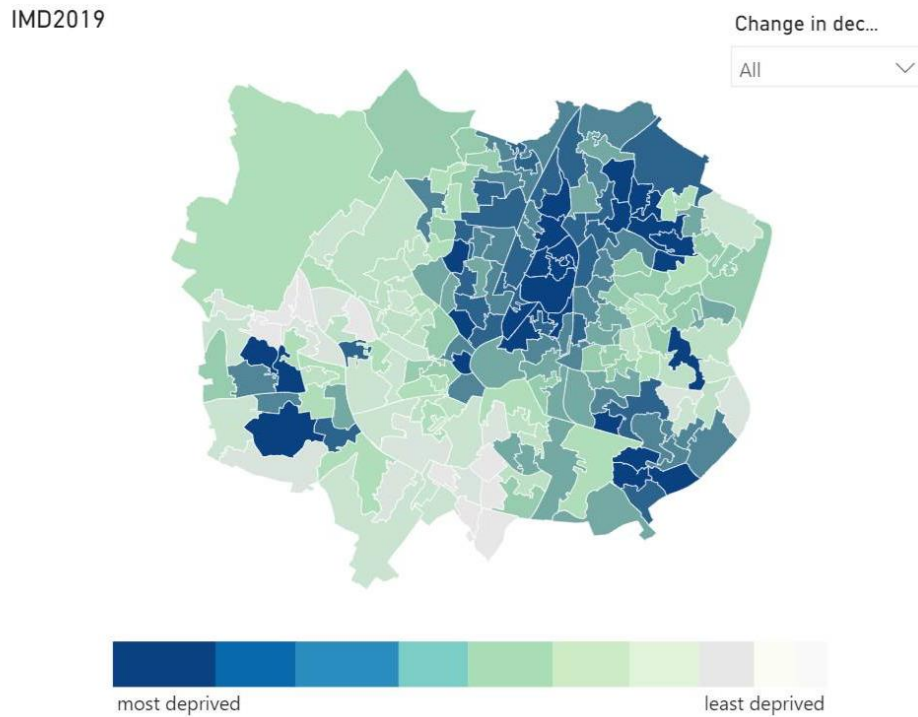 IMD2019
Change in dec...
All
most deprived
least deprived